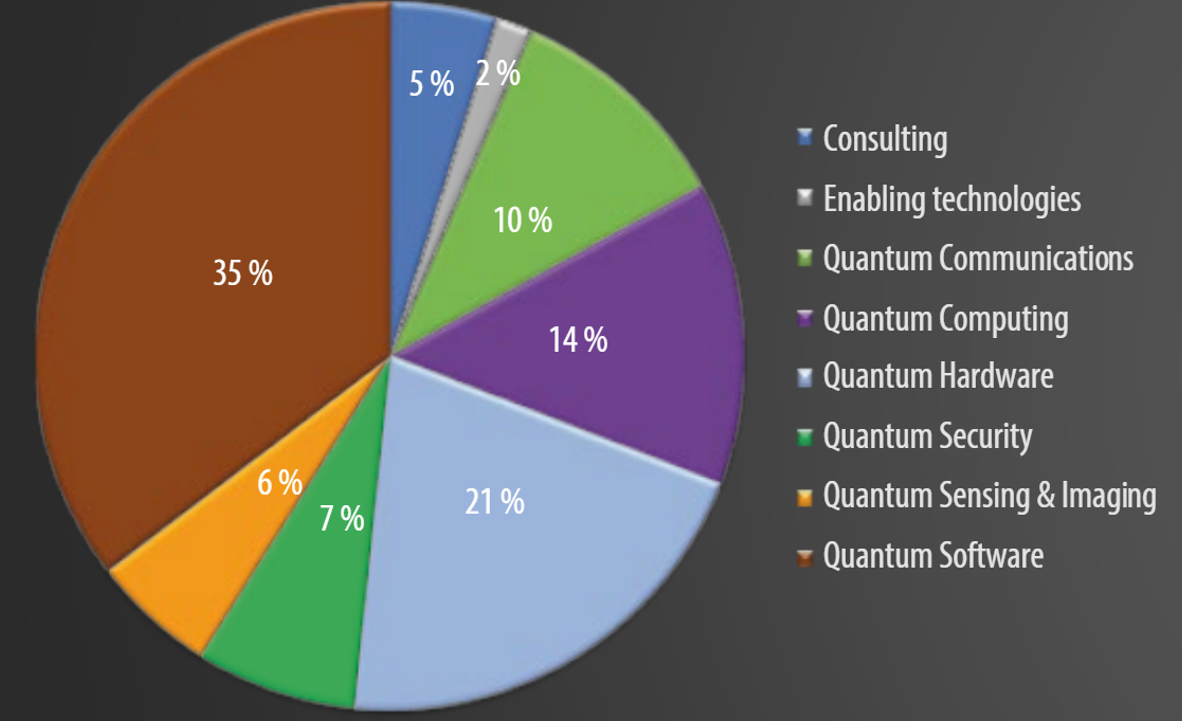 5 %
2 %
10 %
14 %
21 %
7 %
6 %
35 %
Consulting
Enabling technologies
Quantum Communications
Quantum Computing
Quantum Hardware
Quantum Security
Quantum Sensing & Imaging
Quantum Software